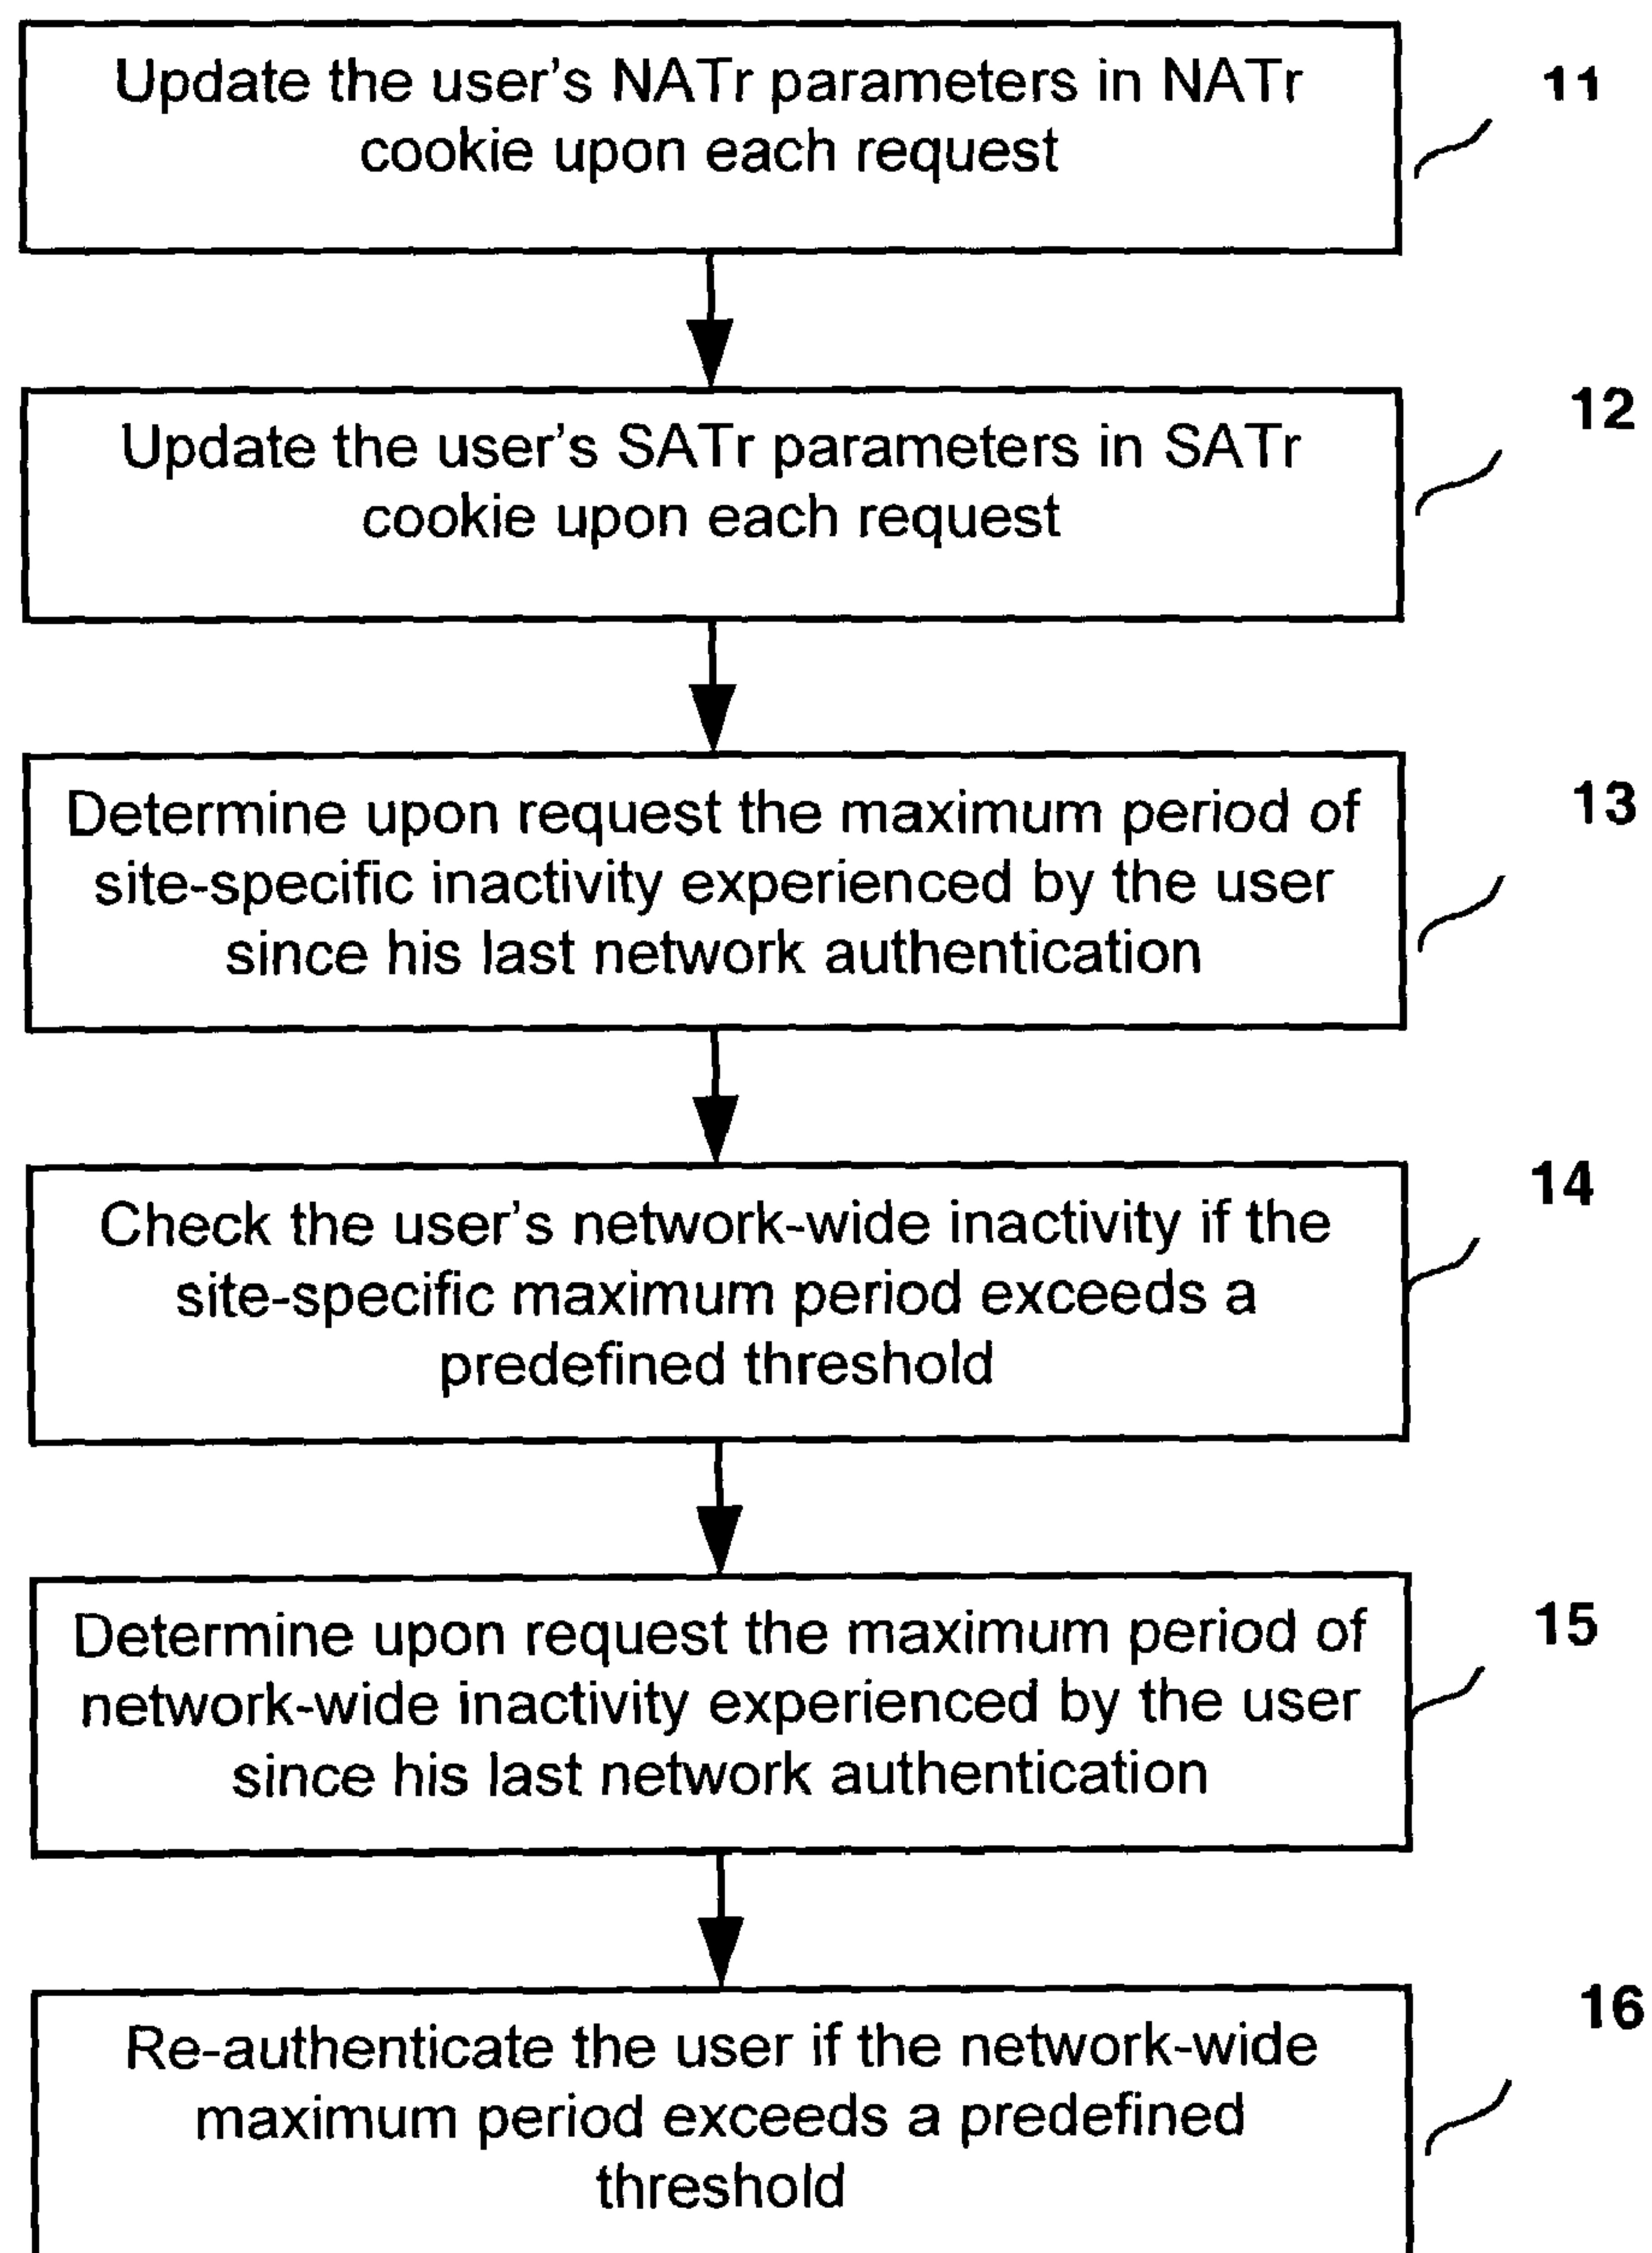 Update the user's NATr parameters in NATr
cookie upon each request
11
Update the user's SATr parameters in SATr
cookie upon each request
12
Determine upon request the maximum period of
site-specific inactivity experienced by the user
since his last network authentication
13
Check the user's network-wide inactivity if the
site-specific maximum period exceeds a
predefined threshold
14
Determine upon request the maximum period of
network-wide inactivity experienced by the user
since his last network authentication
15
Re-authenticate the user if the network-wide
maximum period exceeds a predefined
threshold
16